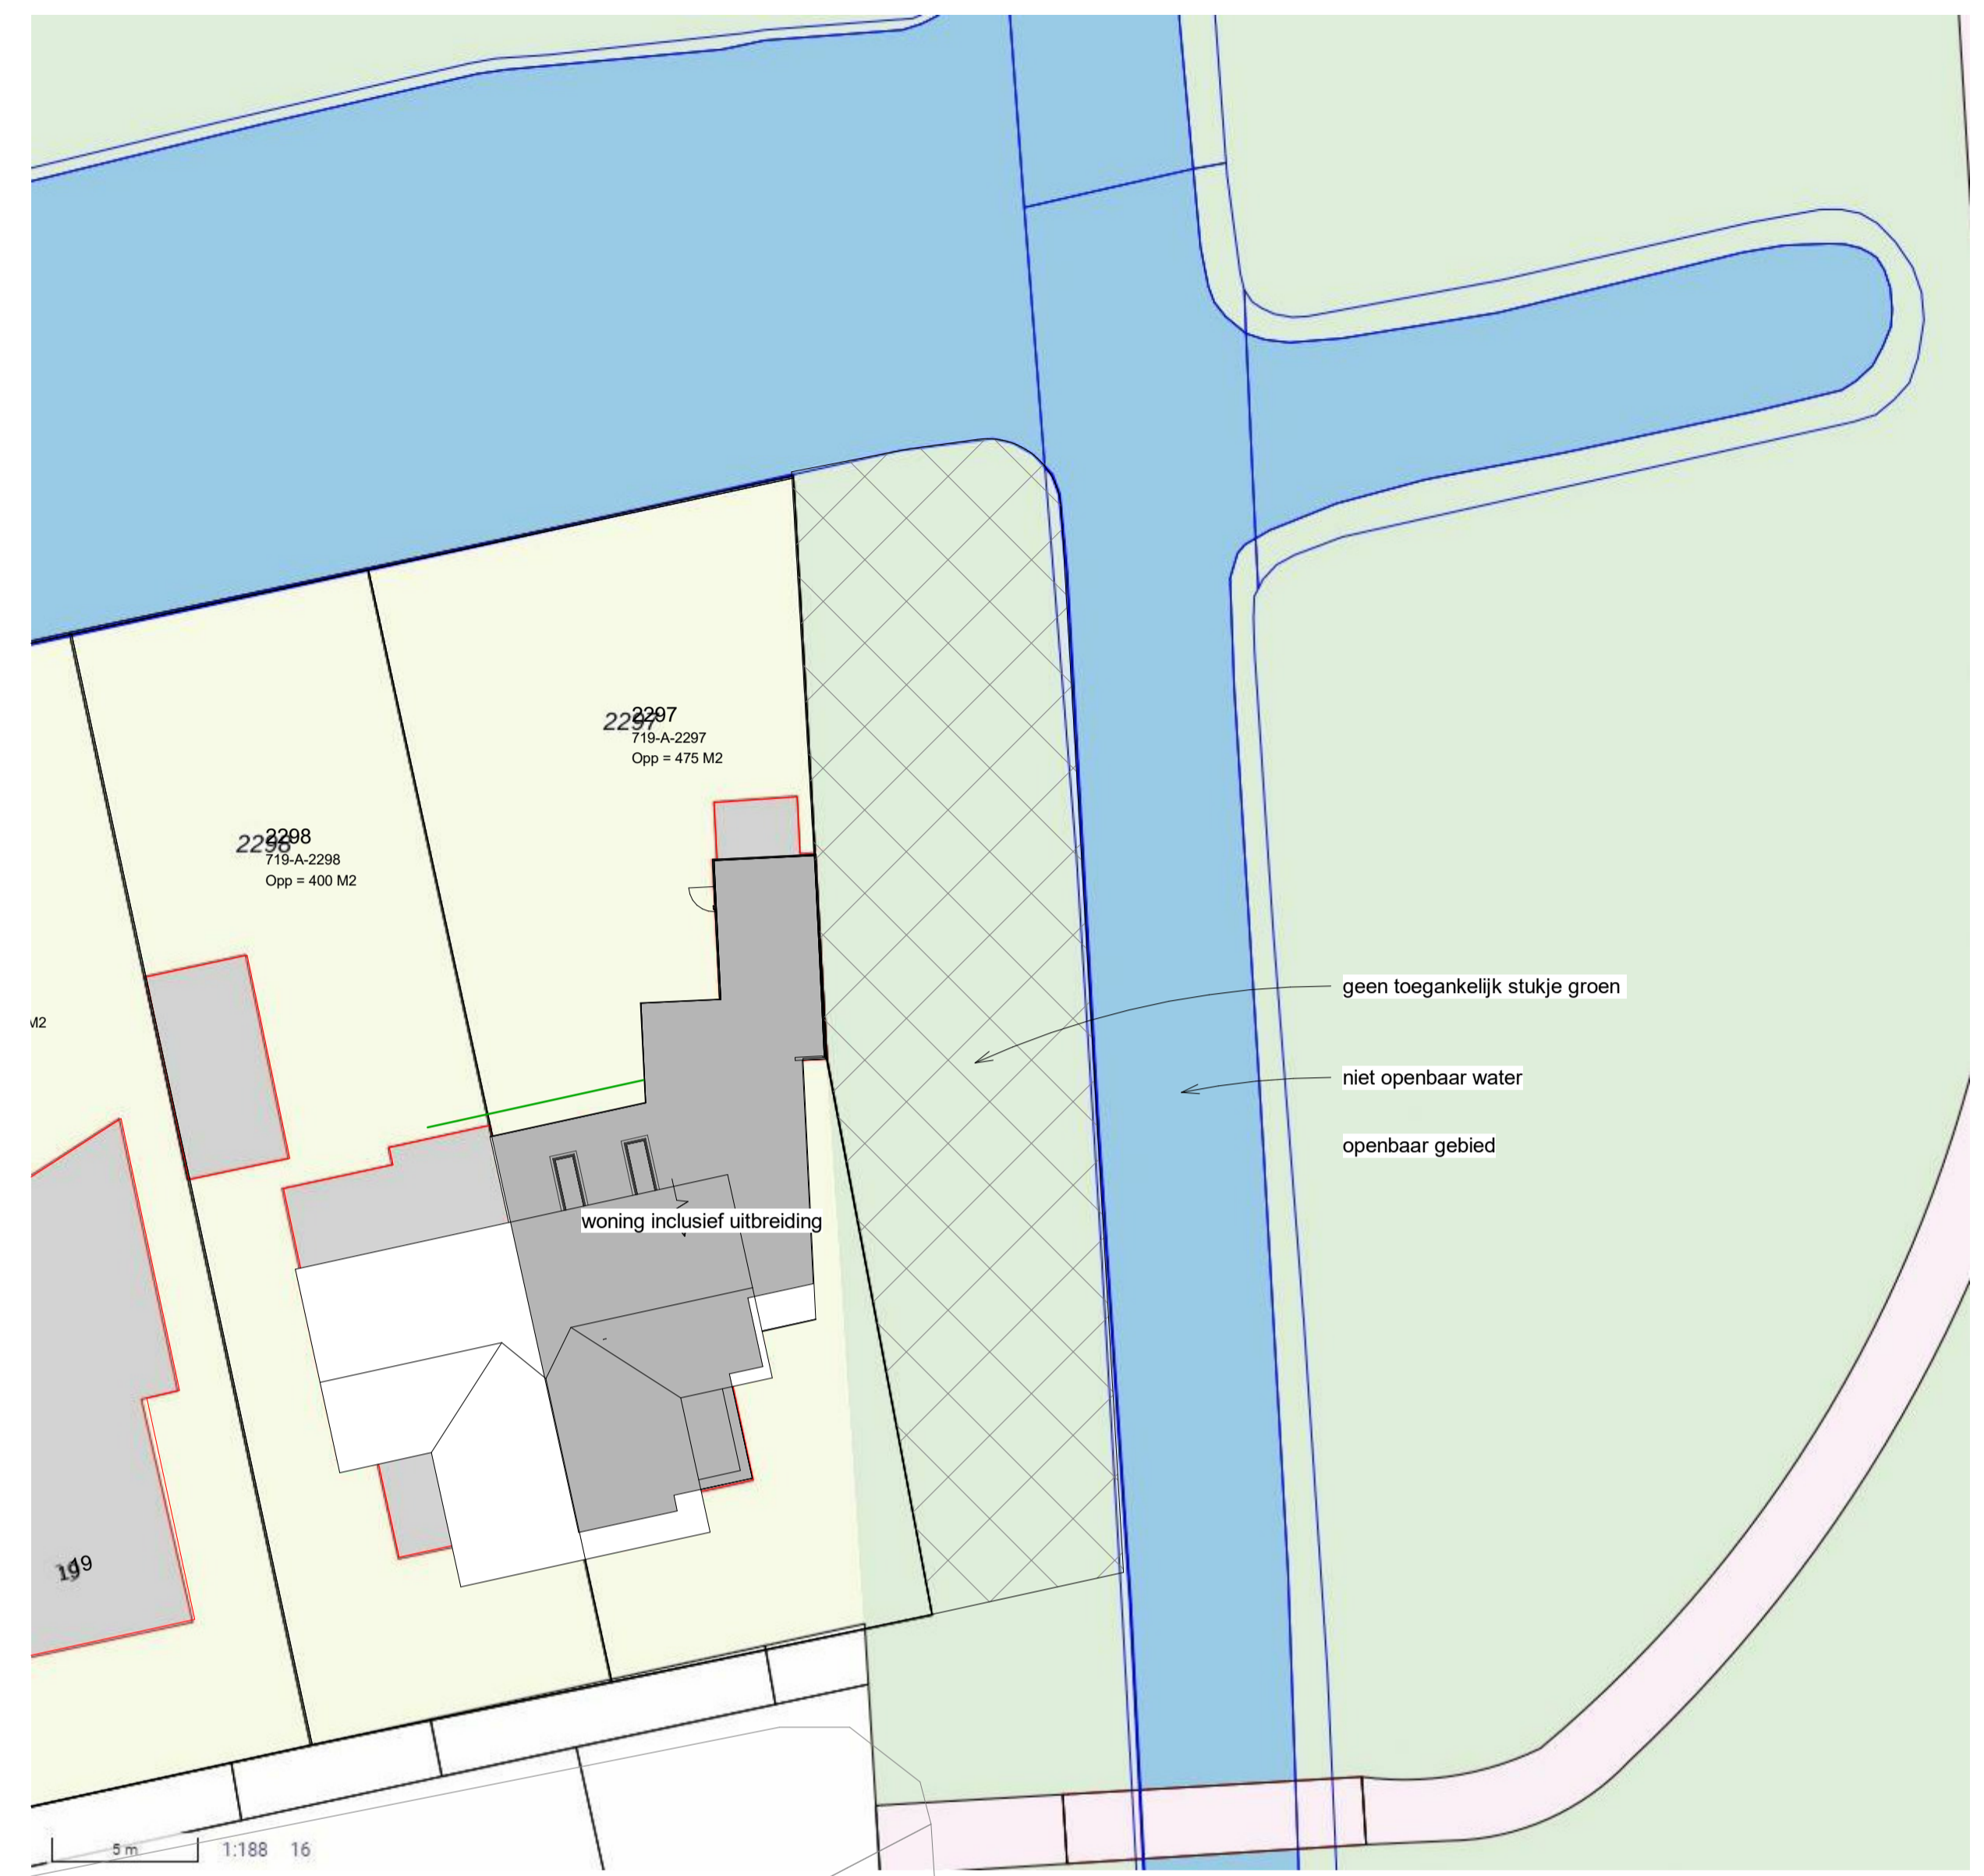 2297
2297
719-A-2297
Opp = 475 M2
2298
2298
719-A-2298
Opp = 400 M2
geen toegankelijk stukje groen
M2
niet openbaar water
openbaar gebied
woning inclusief uitbreiding
19
19
5 m
1:188
16